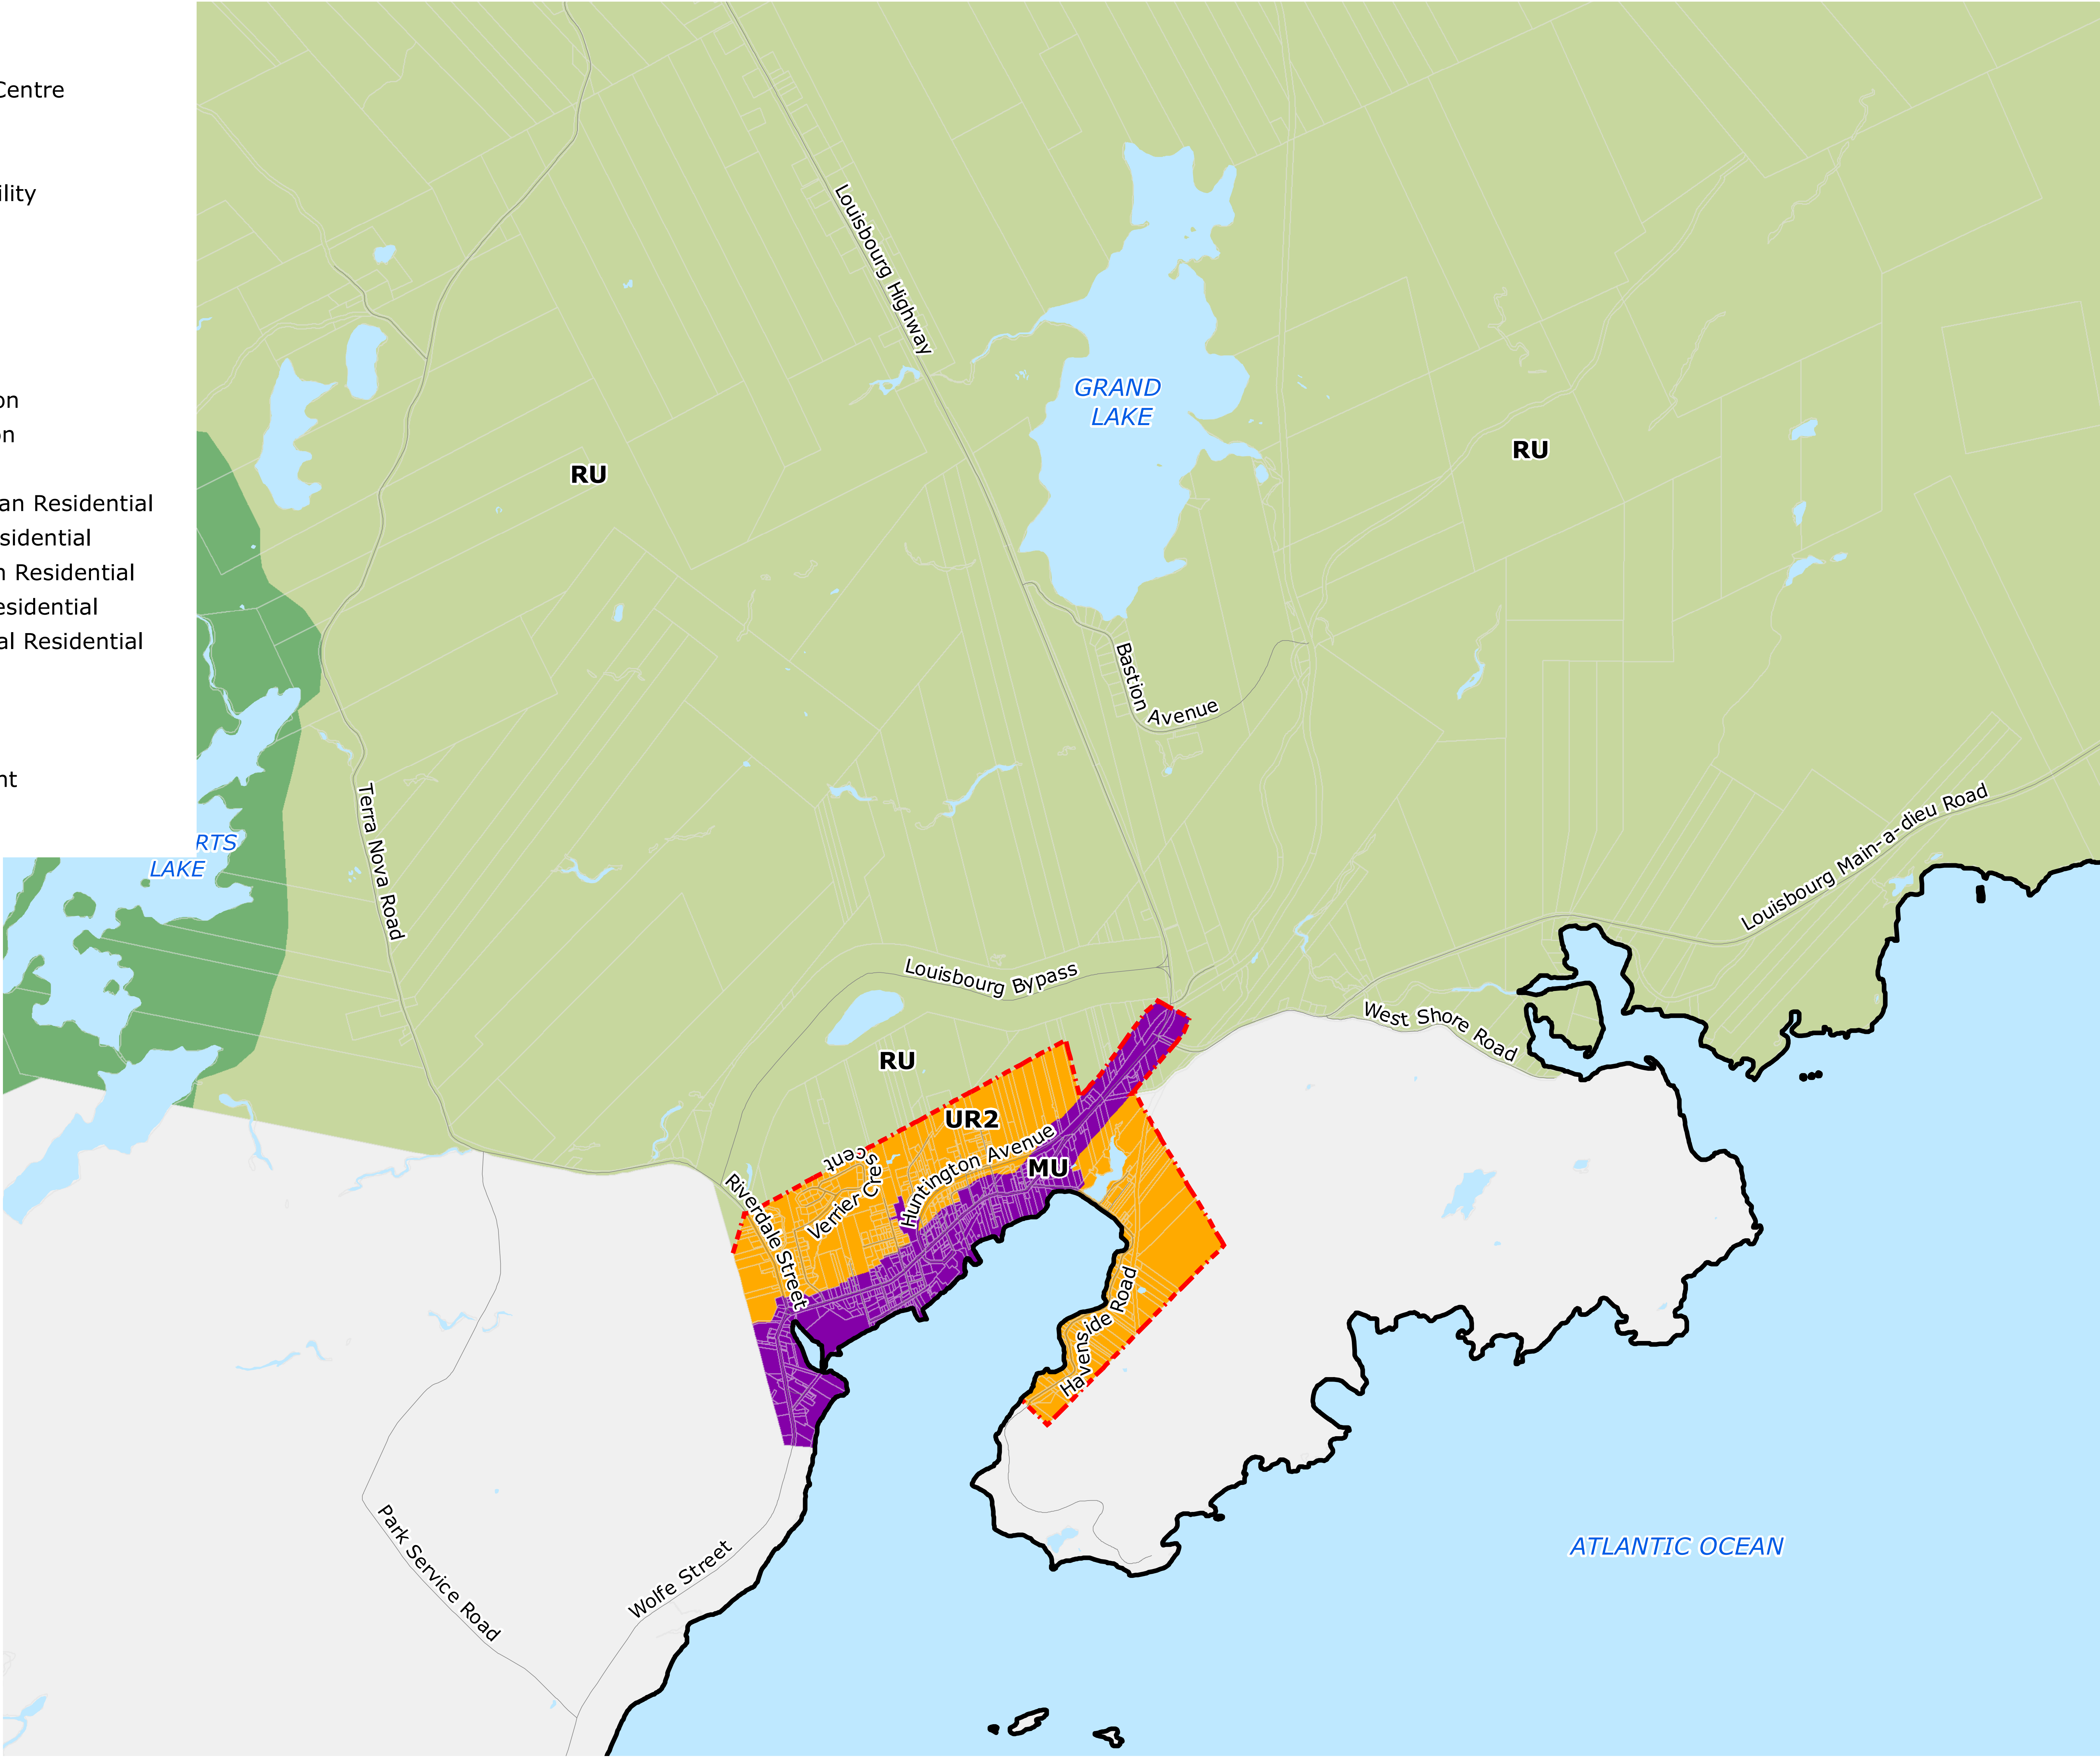 Centre
ility
on
on
an Residential
sidential
n Residential
esidential
al Residential
nt
RTS
LAKE
Louisbourg Highway
GRAND
LAKE
RU
RU
Bastion Avenue
Terra Nova Road
Louisbourg Main-a-dieu Road
Louisbourg Bypass
West Shore Road
RU
UR2
Huntington Avenue
MU
Verrier Crescent
Riverdale Street
Havenside Road
Park Service Road
Wolfe Street
ATLANTIC OCEAN